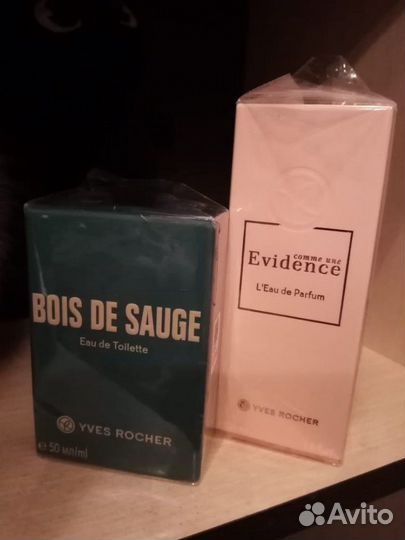 BOIS DE SAUGE
Eau de Toilette
YVES ROCHER
e 50 мл/ml
comme une
Evidence
L'Eau de Parfum
YVES ROCHER
Avito